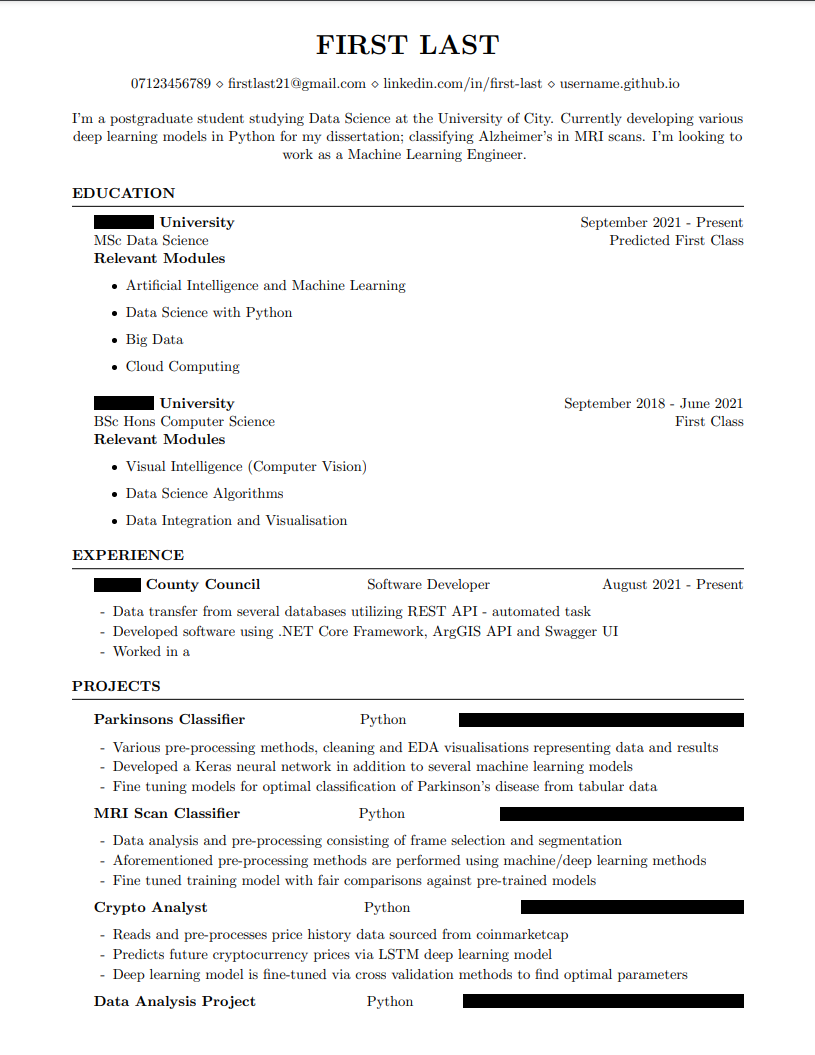 FIRST LAST
07123456789 ⋄ firstlast21@gmail.com ⋄ linkedin.com/in/first-last ⋄ username.github.io
I'm a postgraduate student studying Data Science at the University of City. Currently developing various
deep learning models in Python for my dissertation; classifying Alzheimer's in MRI scans. I'm looking to
work as a Machine Learning Engineer.
EDUCATION
University September 2021 - Present
MSc Data Science Predicted First Class
Relevant Modules
• Artificial Intelligence and Machine Learning
• Data Science with Python
• Big Data
• Cloud Computing
University September 2018 - June 2021
BSc Hons Computer Science First Class
Relevant Modules
• Visual Intelligence (Computer Vision)
• Data Science Algorithms
• Data Integration and Visualisation
EXPERIENCE
County Council Software Developer August 2021 - Present
- Data transfer from several databases utilizing REST API - automated task
- Developed software using .NET Core Framework, ArgGIS API and Swagger UI
- Worked in a
PROJECTS
Parkinsons Classifier Python
- Various pre-processing methods, cleaning and EDA visualisations representing data and results
- Developed a Keras neural network in addition to several machine learning models
- Fine tuning models for optimal classification of Parkinson's disease from tabular data
MRI Scan Classifier Python
- Data analysis and pre-processing consisting of frame selection and segmentation
- Aforementioned pre-processing methods are performed using machine/deep learning methods
- Fine tuned training model with fair comparisons against pre-trained models
Crypto Analyst Python
- Reads and pre-processes price history data sourced from coinmarketcap
- Predicts future cryptocurrency prices via LSTM deep learning model
- Deep learning model is fine-tuned via cross validation methods to find optimal parameters
Data Analysis Project Python